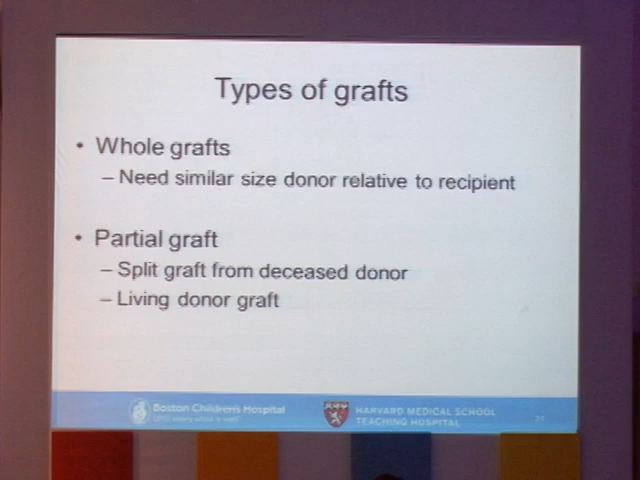 Types of grafts
• Whole grafts
– Need similar size donor relative to recipient
• Partial graft
– Split graft from deceased donor
– Living donor graft
Boston Children's Hospital
HARVARD MEDICAL SCHOOL
TEACHING HOSPITAL